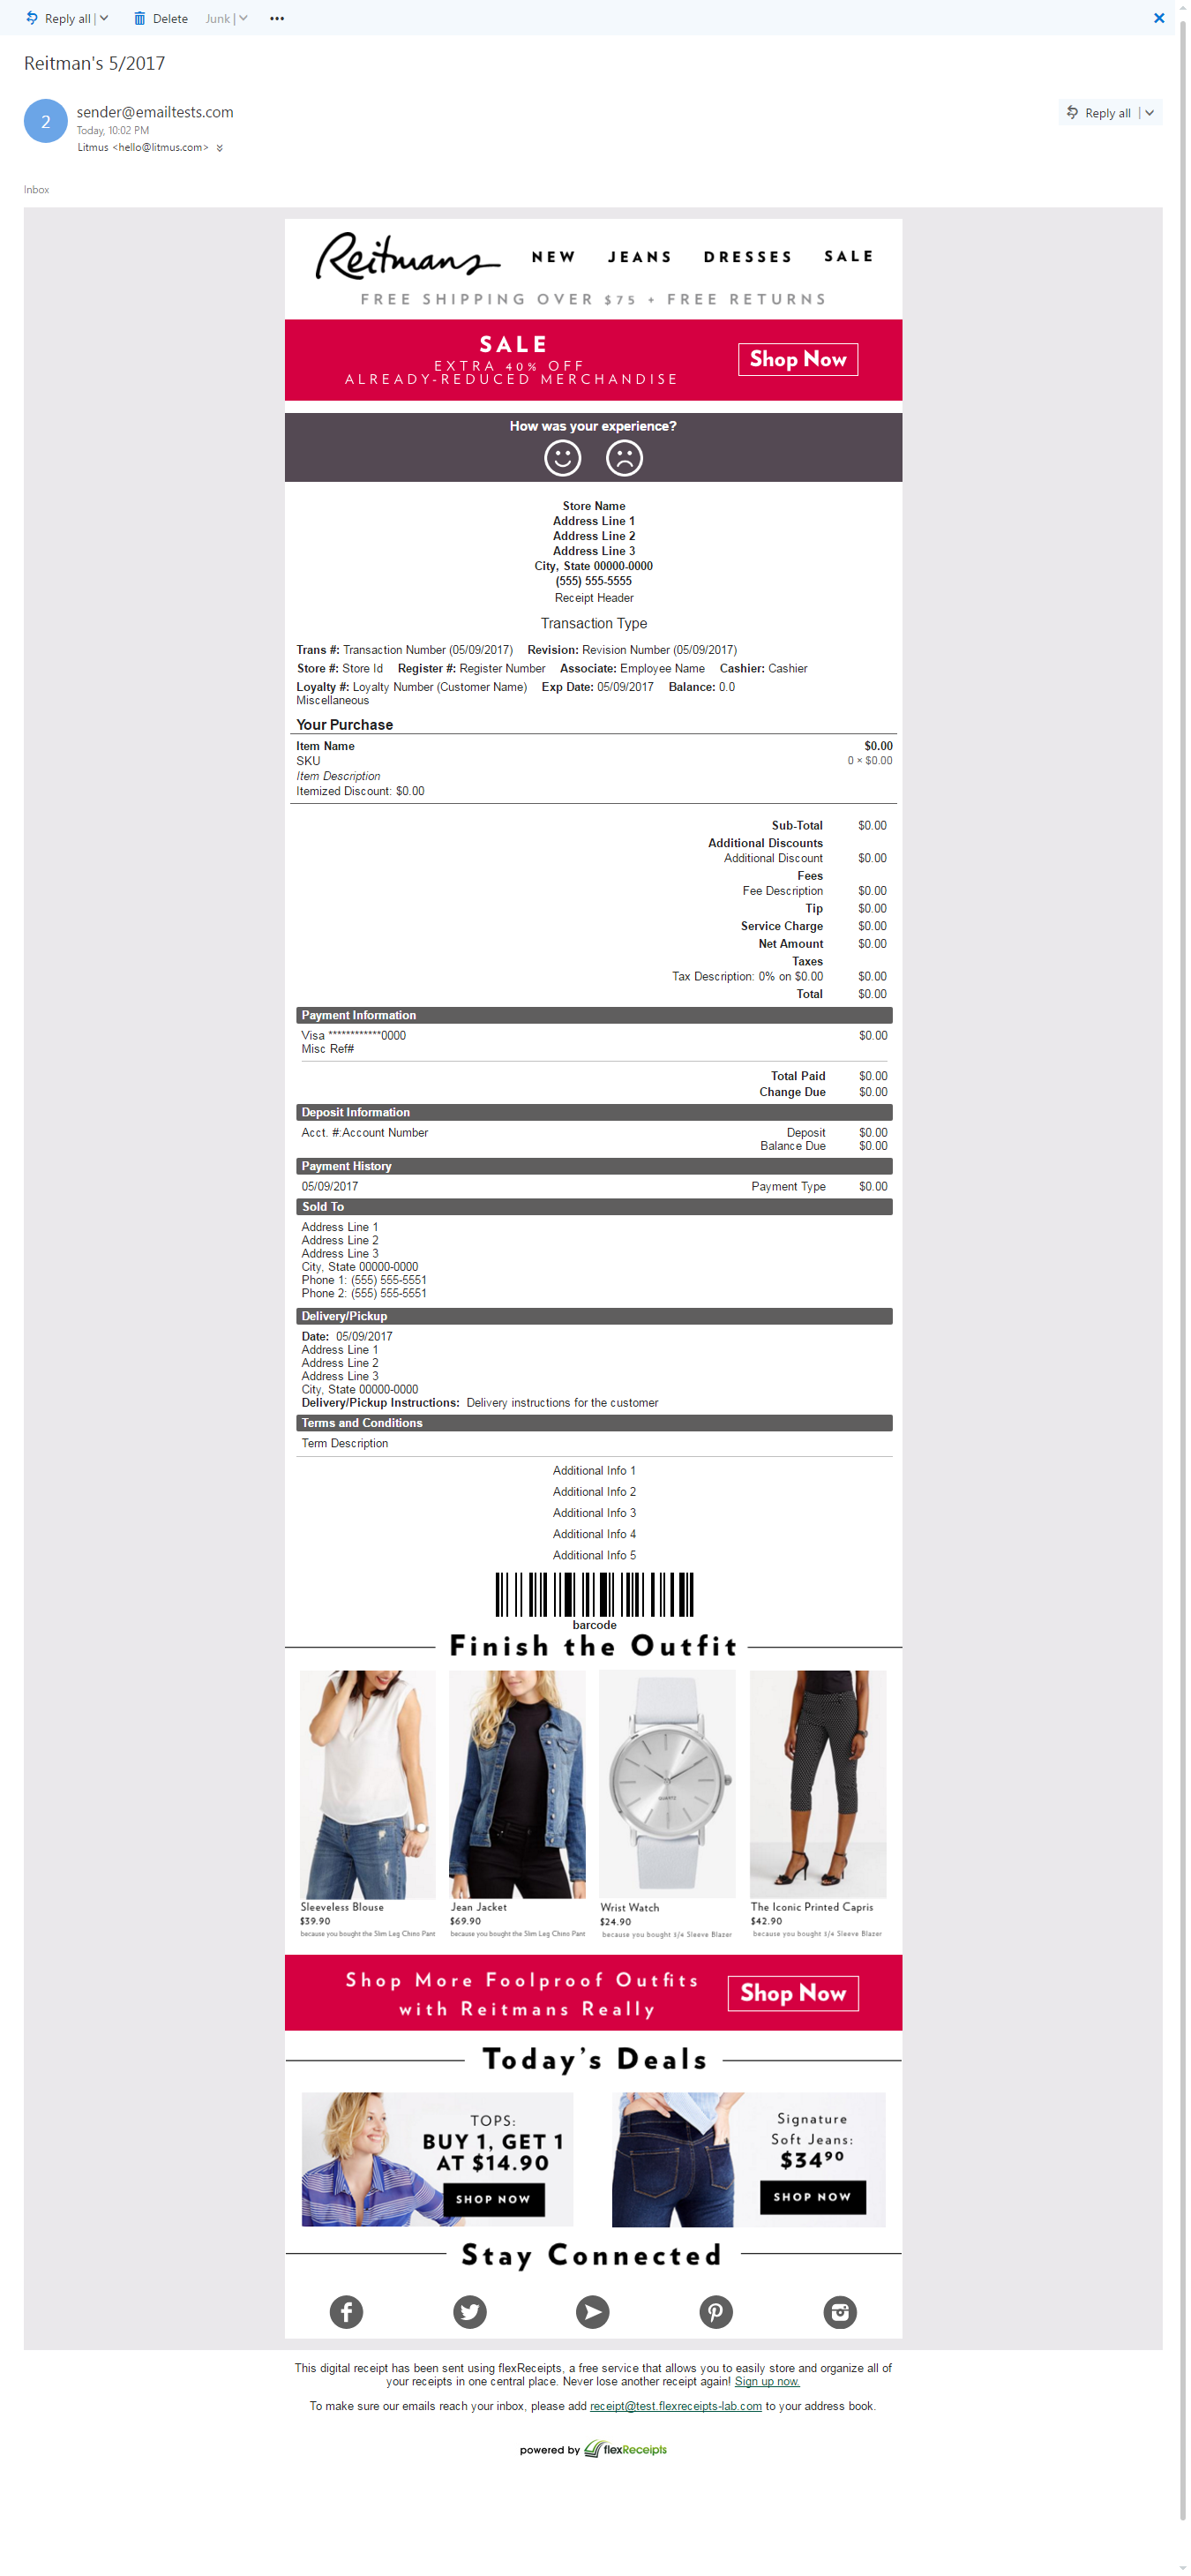 Reply all
Delete
Junk
Reitman's 5/2017
2
sender@emailtests.com
Today, 10:02 PM
Litmus <hello@litmus.com>
Reply all
Inbox
Reitmans NEW JEANS DRESSES SALE
FREE SHIPPING OVER $75 + FREE RETURNS
SALE
EXTRA 40% OFF
ALREADY-REDUCED MERCHANDISE
Shop Now
How was your experience?
Store Name
Address Line 1
Address Line 2
Address Line 3
City, State 00000-0000
(555) 555-5555
Receipt Header
Transaction Type
Trans #: Transaction Number (05/09/2017) Revision: Revision Number (05/09/2017)
Store #: Store Id Register #: Register Number Associate: Employee Name Cashier: Cashier
Loyalty #: Loyalty Number (Customer Name) Exp Date: 05/09/2017 Balance: 0.0
Miscellaneous
Your Purchase
Item Name $0.00
SKU 0 × $0.00
Item Description
Itemized Discount: $0.00
Sub-Total $0.00
Additional Discounts
Additional Discount $0.00
Fees
Fee Description $0.00
Tip $0.00
Service Charge $0.00
Net Amount $0.00
Taxes
Tax Description: 0% on $0.00 $0.00
Total $0.00
Payment Information
Visa ************0000 $0.00
Misc Ref#
Total Paid $0.00
Change Due $0.00
Deposit Information
Acct. #:Account Number Deposit $0.00
Balance Due $0.00
Payment History
05/09/2017 Payment Type $0.00
Sold To
Address Line 1
Address Line 2
Address Line 3
City, State 00000-0000
Phone 1: (555) 555-5551
Phone 2: (555) 555-5551
Delivery/Pickup
Date: 05/09/2017
Address Line 1
Address Line 2
Address Line 3
City, State 00000-0000
Delivery/Pickup Instructions: Delivery instructions for the customer
Terms and Conditions
Term Description
Additional Info 1
Additional Info 2
Additional Info 3
Additional Info 4
Additional Info 5
barcode
Finish the Outfit
QUARTZ
Sleeveless Blouse
$39.90
because you bought the Slim Leg Chino Pant
Jean Jacket
$69.90
because you bought the Slim Leg Chino Pant
Wrist Watch
$24.90
because you bought 3/4 Sleeve Blazer
The Iconic Printed Capris
$42.90
because you bought 3/4 Sleeve Blazer
Shop More Foolproof Outfits
with Reitmans Really
Shop Now
Today's Deals
TOPS:
BUY 1, GET 1
AT $14.90
SHOP NOW
Signature
Soft Jeans:
$34⁹⁰
SHOP NOW
Stay Connected
This digital receipt has been sent using flexReceipts, a free service that allows you to easily store and organize all of
your receipts in one central place. Never lose another receipt again! Sign up now.
To make sure our emails reach your inbox, please add receipt@test.flexreceipts-lab.com to your address book.
powered by flexReceipts